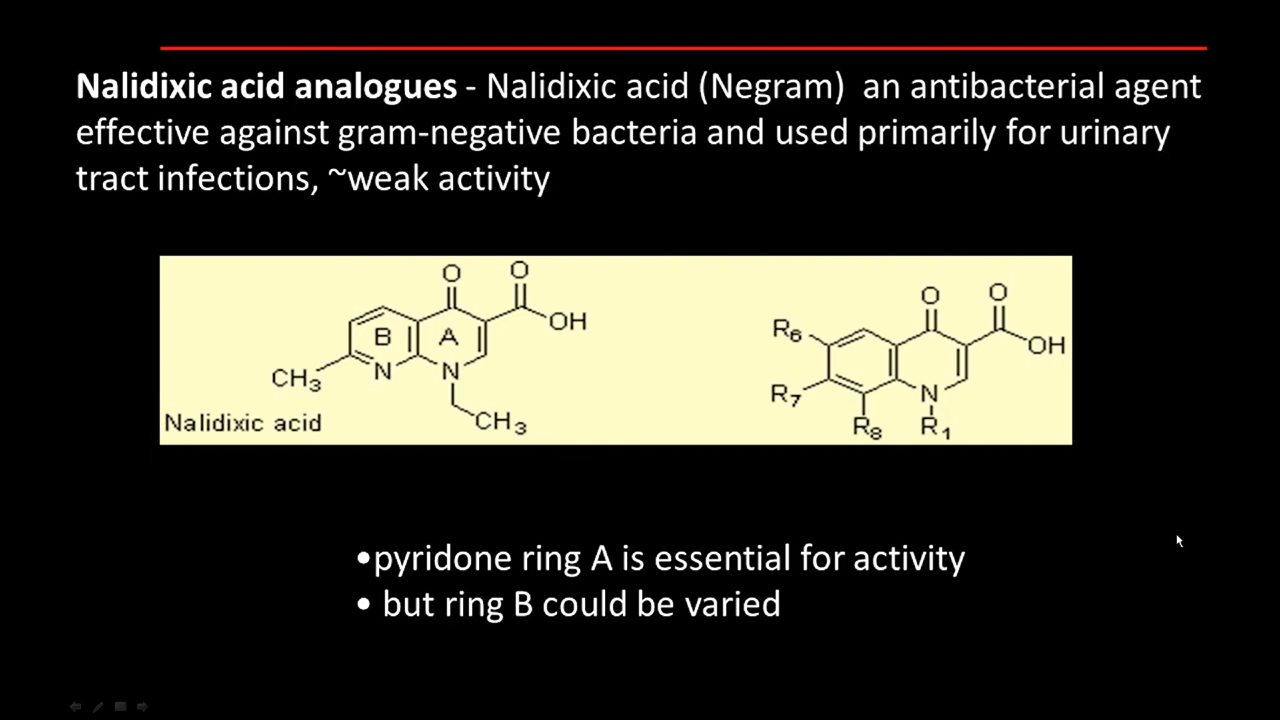 Nalidixic acid analogues - Nalidixic acid (Negram)  an antibacterial agent
effective against gram-negative bacteria and used primarily for urinary
tract infections, ~weak activity
O O
B A OH
CH3 N N
CH3
Nalidixic acid
O O
R6 OH
R7 N
R8 R1
•pyridone ring A is essential for activity
• but ring B could be varied